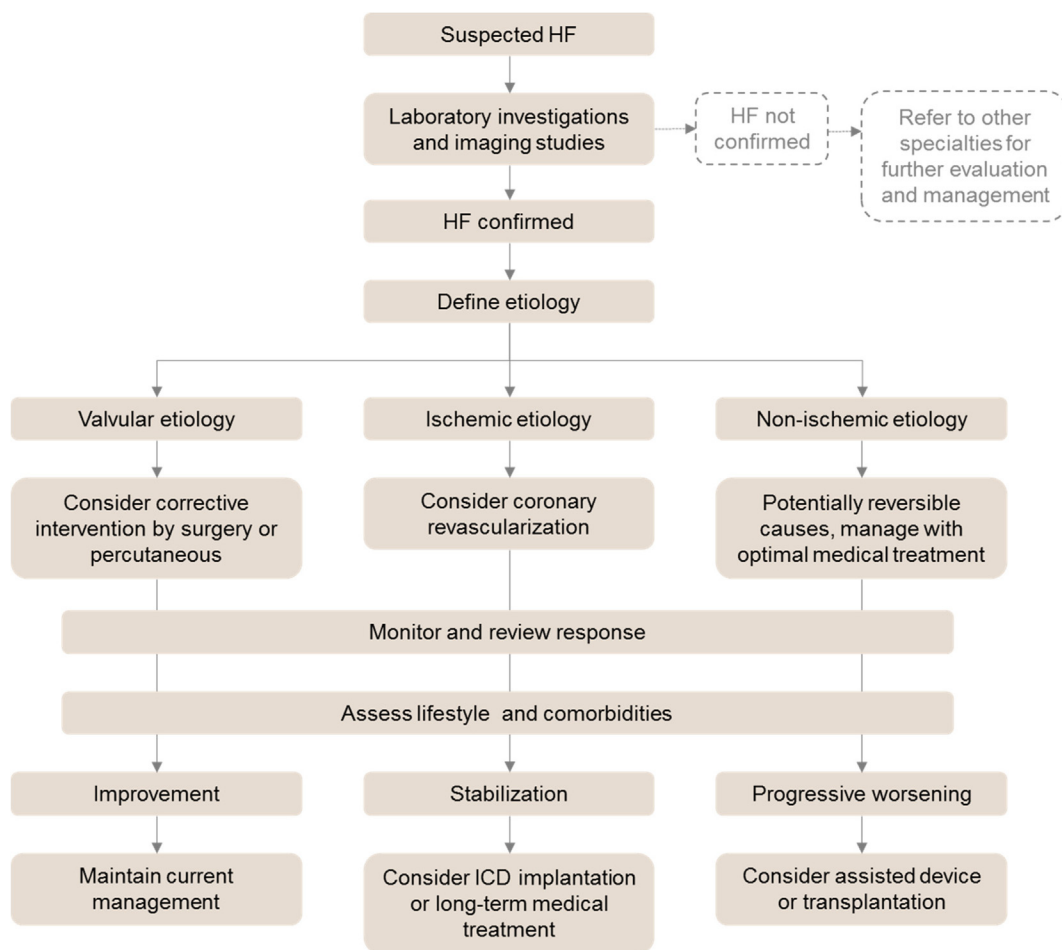 Suspected HF
Laboratory investigations
and imaging studies
HF not
confirmed
Refer to other
specialties for
further evaluation
and management
HF confirmed
Define etiology
Valvular etiology
Ischemic etiology
Non-ischemic etiology
Consider corrective
intervention by surgery or
percutaneous
Consider coronary
revascularization
Potentially reversible
causes, manage with
optimal medical treatment
Monitor and review response
Assess lifestyle and comorbidities
Improvement
Stabilization
Progressive worsening
Maintain current
management
Consider ICD implantation
or long-term medical
treatment
Consider assisted device
or transplantation